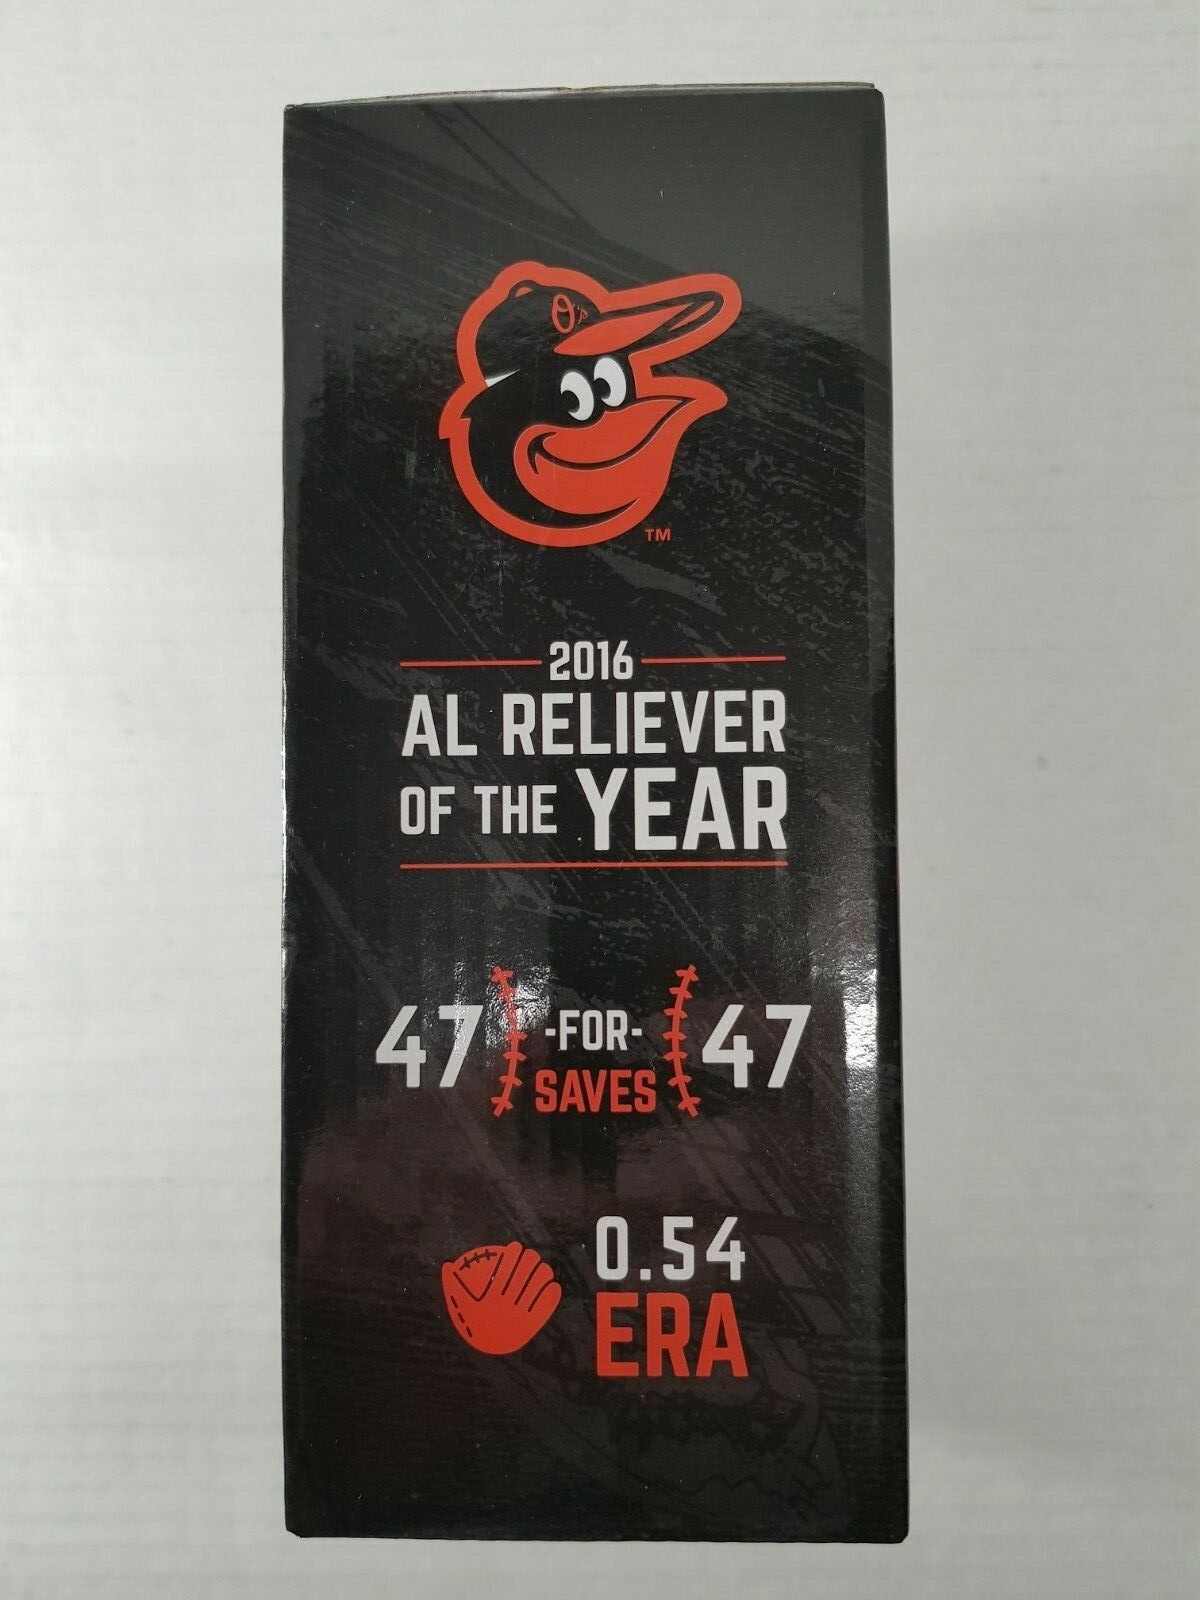 O's
TM
2016
AL RELIEVER
OF THE YEAR
47 -FOR- 47
SAVES
0.54
ERA